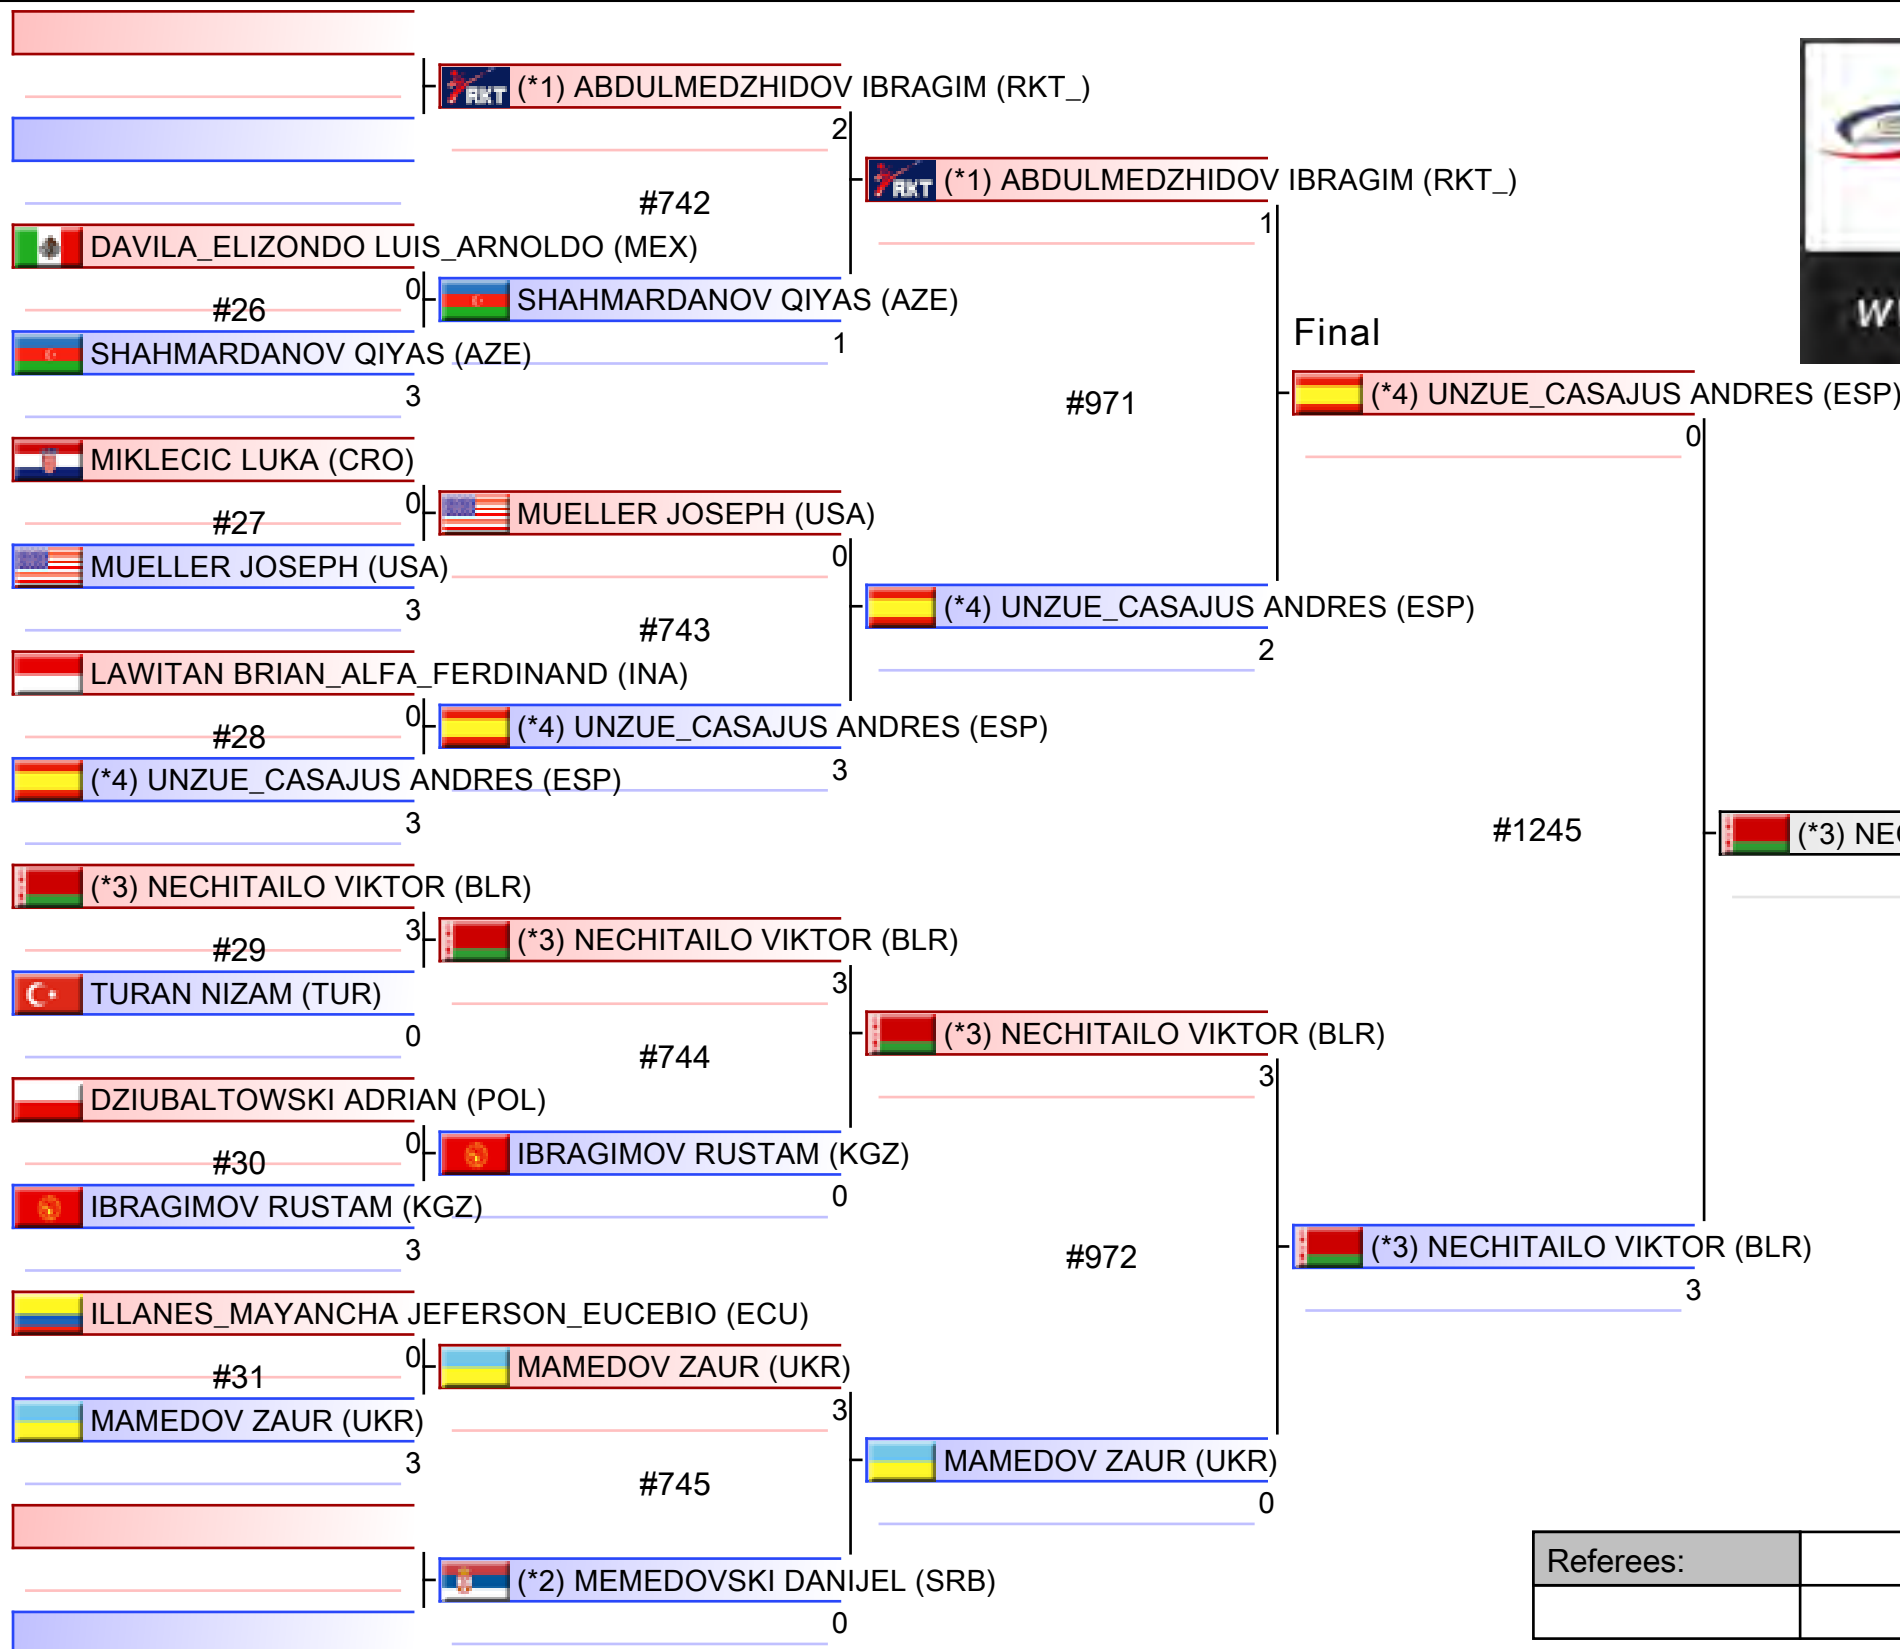 RKT (*1) ABDULMEDZHIDOV IBRAGIM (RKT_)
2
RKT (*1) ABDULMEDZHIDOV IBRAGIM (RKT_)
#742
1
DAVILA_ELIZONDO LUIS_ARNOLDO (MEX)
0
#26
SHAHMARDANOV QIYAS (AZE)
SHAHMARDANOV QIYAS (AZE)
1
3
Final
#971
(*4) UNZUE_CASAJUS ANDRES (ESP)
0
MIKLECIC LUKA (CRO)
0
#27
MUELLER JOSEPH (USA)
MUELLER JOSEPH (USA)
0
3
(*4) UNZUE_CASAJUS ANDRES (ESP)
2
#743
LAWITAN BRIAN_ALFA_FERDINAND (INA)
0
#28
(*4) UNZUE_CASAJUS ANDRES (ESP)
(*4) UNZUE_CASAJUS ANDRES (ESP)
3
3
#1245
(*3) NEC
(*3) NECHITAILO VIKTOR (BLR)
3
#29
(*3) NECHITAILO VIKTOR (BLR)
3
TURAN NIZAM (TUR)
0
#744
(*3) NECHITAILO VIKTOR (BLR)
3
DZIUBALTOWSKI ADRIAN (POL)
0
#30
IBRAGIMOV RUSTAM (KGZ)
0
IBRAGIMOV RUSTAM (KGZ)
3
#972
(*3) NECHITAILO VIKTOR (BLR)
3
ILLANES_MAYANCHA JEFERSON_EUCEBIO (ECU)
0
#31
MAMEDOV ZAUR (UKR)
3
MAMEDOV ZAUR (UKR)
3
#745
MAMEDOV ZAUR (UKR)
0
(*2) MEMEDOVSKI DANIJEL (SRB)
0
Referees: